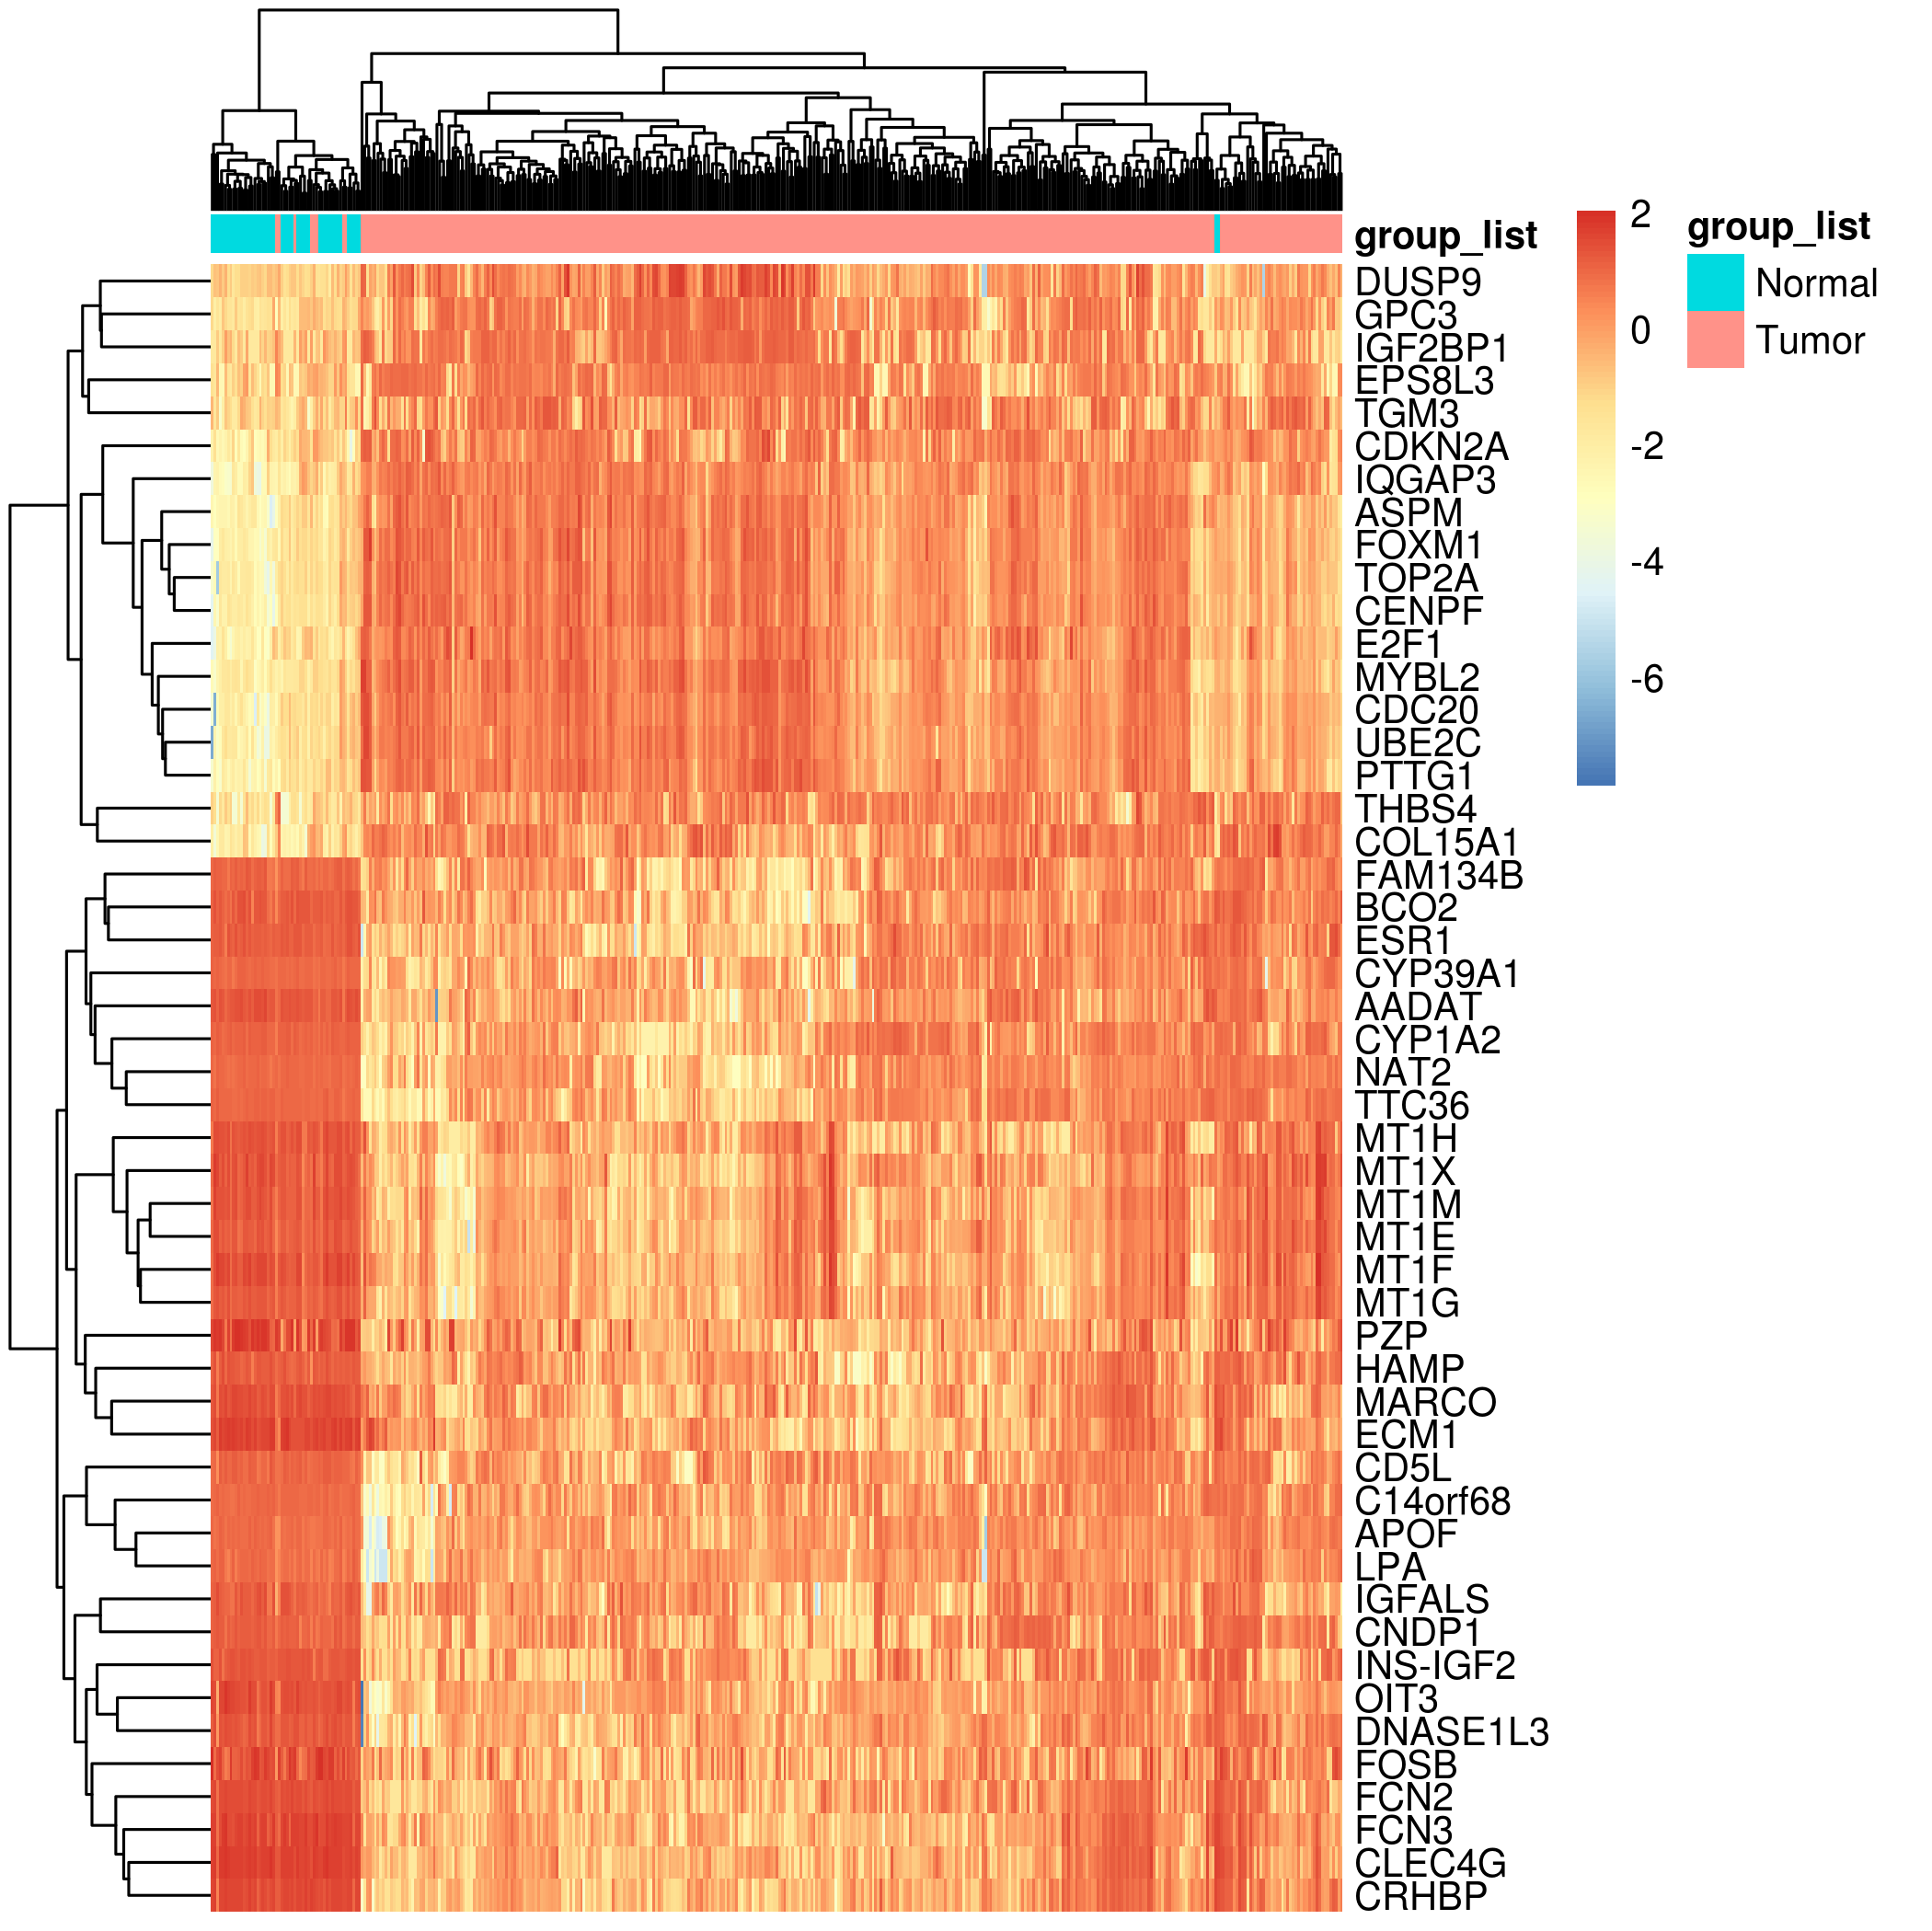 group_list
DUSP9
GPC3
IGF2BP1
EPS8L3
TGM3
CDKN2A
IQGAP3
ASPM
FOXM1
TOP2A
CENPF
E2F1
MYBL2
CDC20
UBE2C
PTTG1
THBS4
COL15A1
FAM134B
BCO2
ESR1
CYP39A1
AADAT
CYP1A2
NAT2
TTC36
MT1H
MT1X
MT1M
MT1E
MT1F
MT1G
PZP
HAMP
MARCO
ECM1
CD5L
C14orf68
APOF
LPA
IGFALS
CNDP1
INS-IGF2
OIT3
DNASE1L3
FOSB
FCN2
FCN3
CLEC4G
CRHBP
2
0
-2
-4
-6
group_list
Normal
Tumor